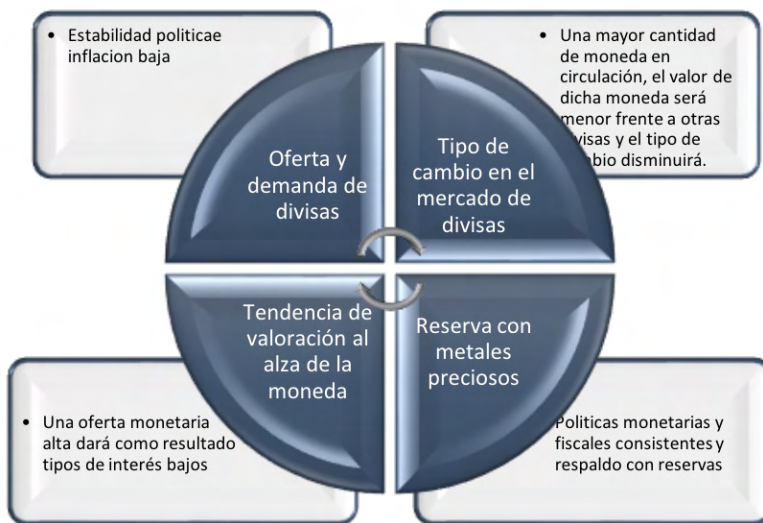 • Estabilidad politicae
inflacion baja
• Una mayor cantidad
de moneda en
circulación, el valor de
dicha moneda será
menor frente a otras
y el tipo de
disminuirá.
Oferta y
demanda de
divisas
Tipo de
cambio en el
mercado de
divisas
Tendencia de
valoración al
alza de la
moneda
Reserva con
metales
preciosos
• Una oferta monetaria
alta dará como resultado
tipos de interés bajos
Politicas monetarias y
fiscales consistentes y
respaldo con reservas